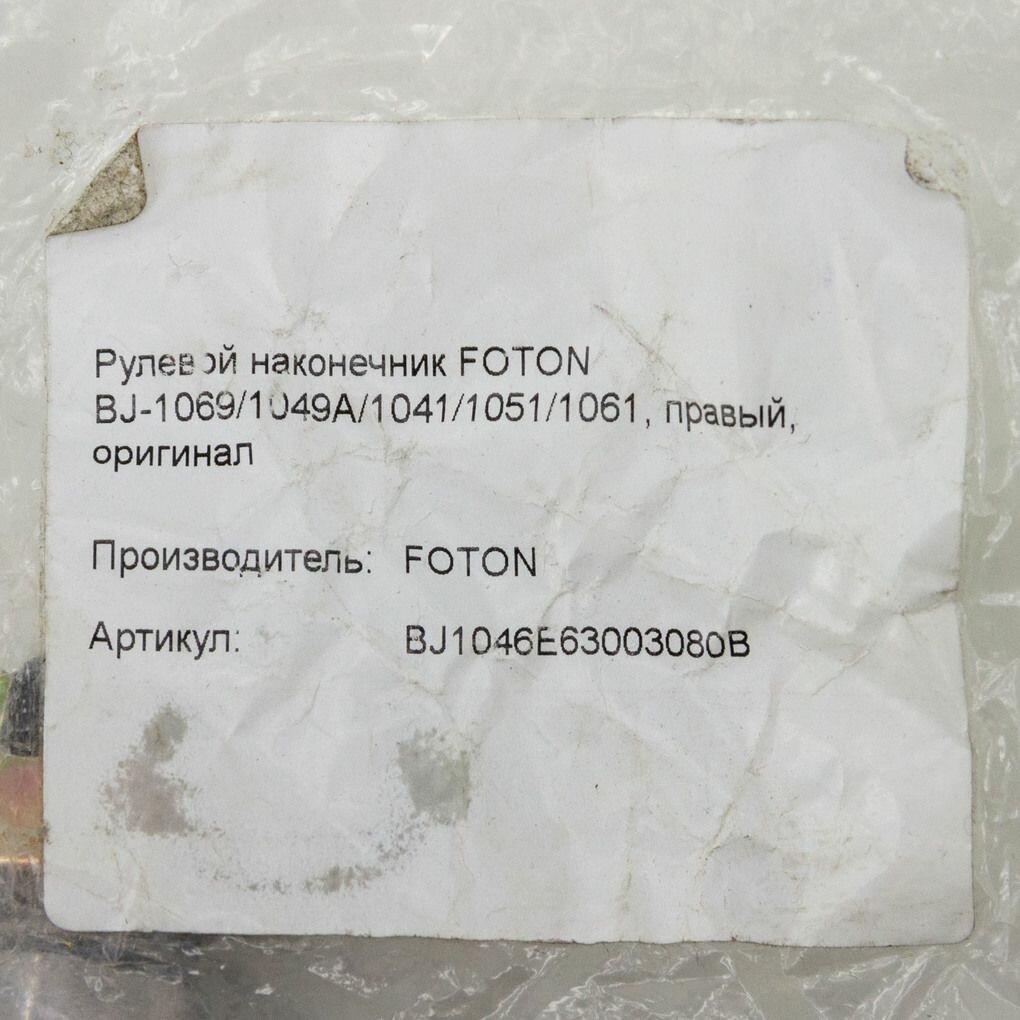 Рулевой наконечник FOTON
BJ-1069/1049A/1041/1051/1061, правый,
оригинал
Производитель: FOTON
Артикул: BJ1046E63003080B